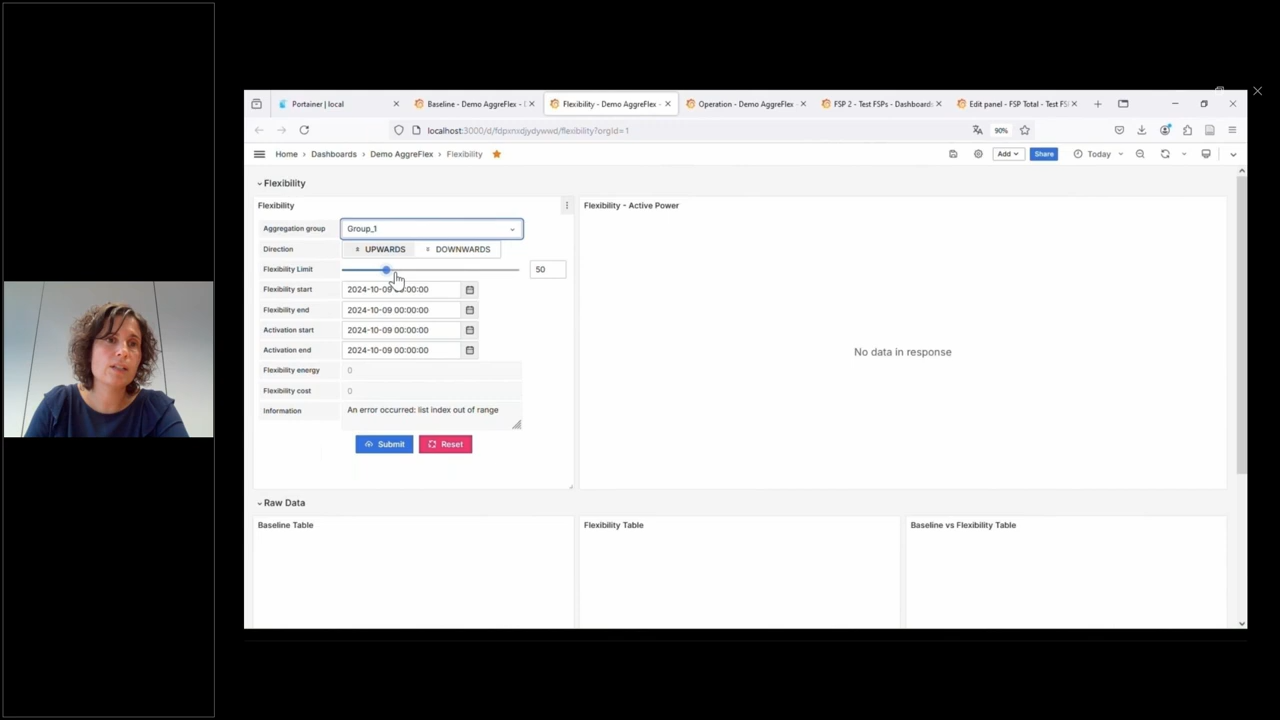 Portainer | local
Baseline - Demo AggreFlex - (
Flexibility - Demo AggreFlex -
Operation - Demo AggreFlex
FSP 2 - Test FSPs - Dashboards
Edit panel - FSP Total - Test FS
localhost:3000/d/fdpxnxdjydywwd/flexibility?orgId=1
90%
Home > Dashboards > Demo AggreFlex > Flexibility
Add
Share
Today
Flexibility
Flexibility
Flexibility - Active Power
Aggregation group
Group_1
Direction
UPWARDS
DOWNWARDS
Flexibility Limit
50
Flexibility start
2024-10-09 00:00:00
Flexibility end
2024-10-09 00:00:00
Activation start
2024-10-09 00:00:00
Activation end
2024-10-09 00:00:00
Flexibility energy
0
Flexibility cost
0
Information
An error occurred: list index out of range
Submit
Reset
No data in response
Raw Data
Baseline Table
Flexibility Table
Baseline vs Flexibility Table